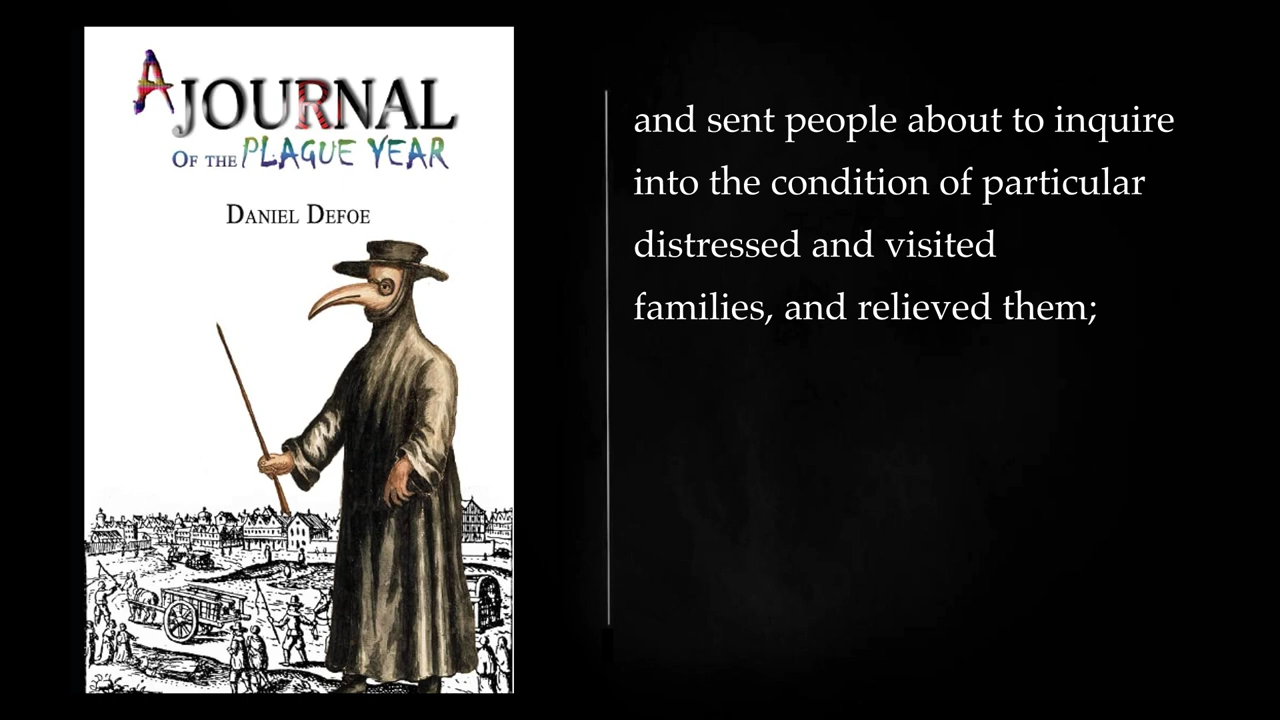 A JOURNAL
OF THE PLAGUE YEAR
DANIEL DEFOE
and sent people about to inquire
into the condition of particular
distressed and visited
families, and relieved them;